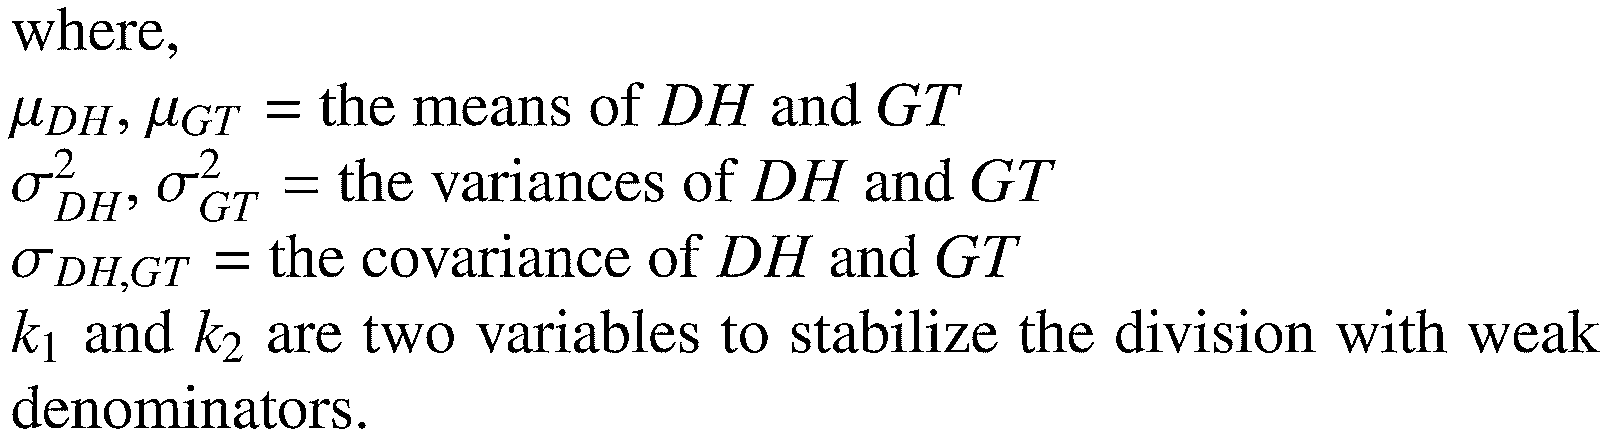 where,
μ_DH, μ_GT = the means of DH and GT
σ²_DH, σ²_GT = the variances of DH and GT
σ_DH,GT = the covariance of DH and GT
k₁ and k₂ are two variables to stabilize the division with weak
denominators.